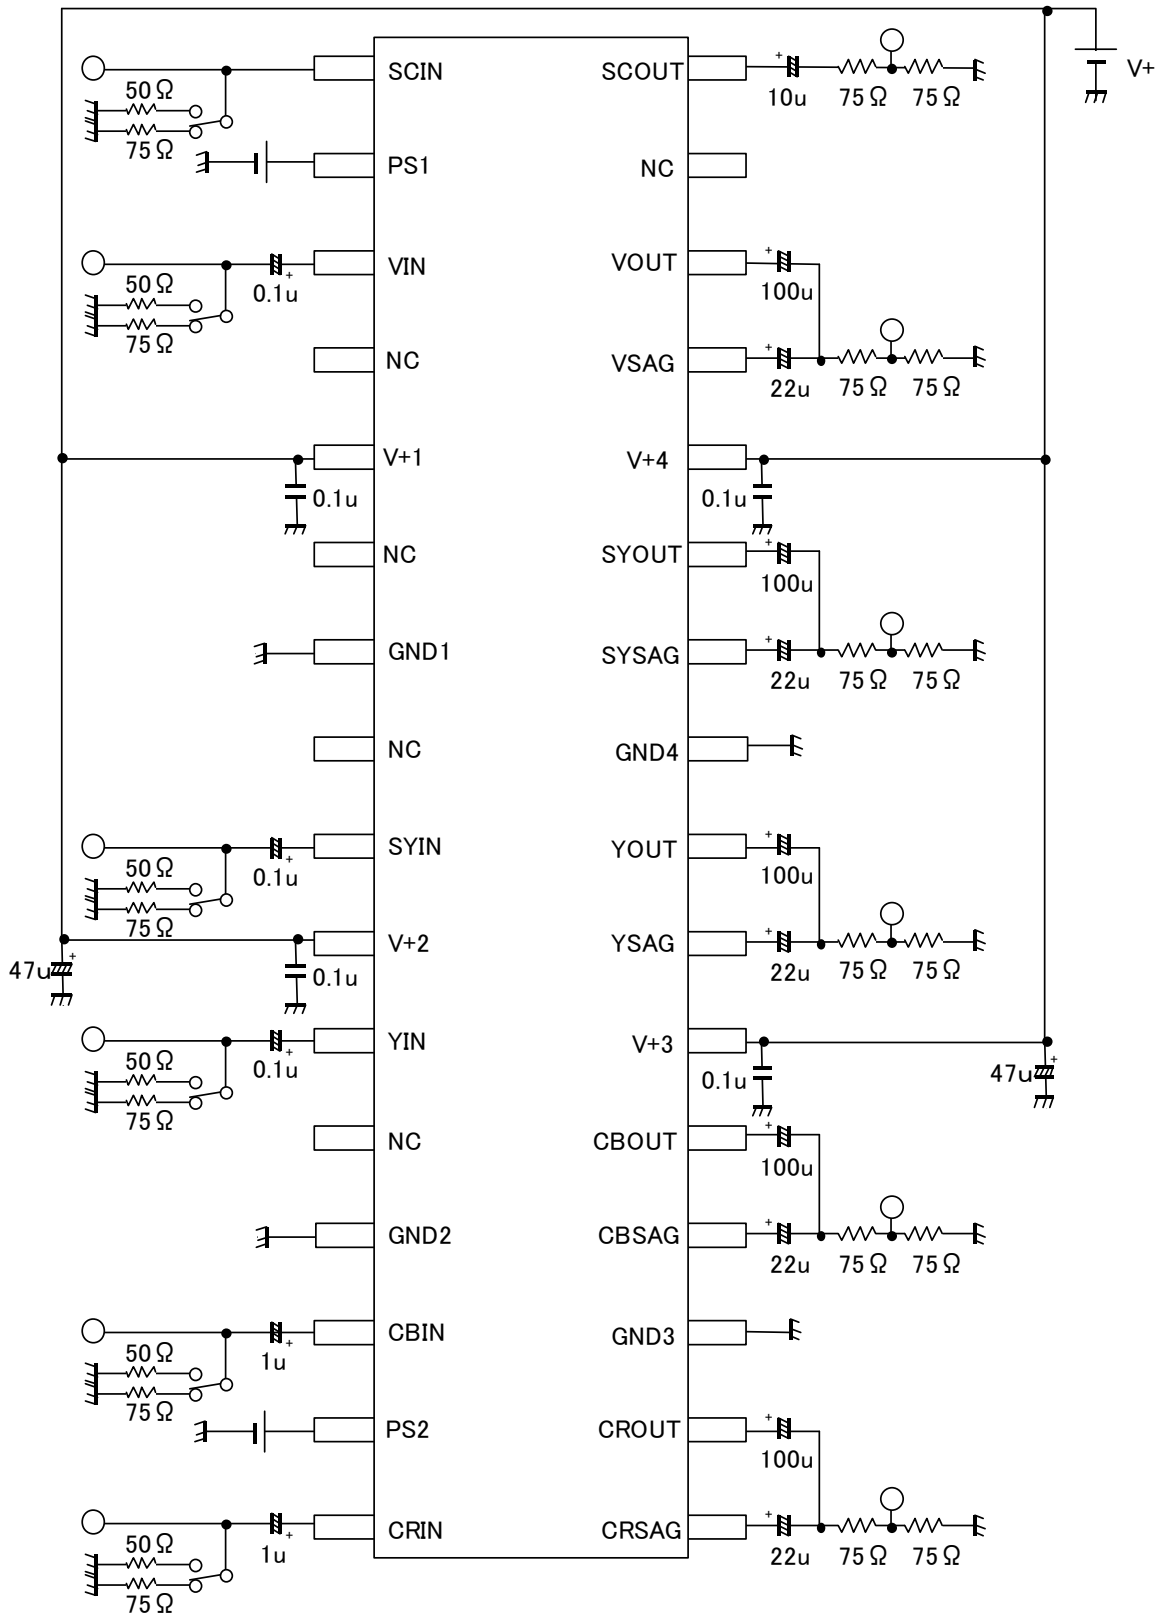 V+
SCIN
SCOUT
50Ω
75Ω
10u
75Ω
75Ω
PS1
NC
VIN
VOUT
50Ω
75Ω
0.1u
100u
NC
VSAG
22u
75Ω
75Ω
V+1
V+4
0.1u
0.1u
NC
SYOUT
100u
GND1
SYSAG
22u
75Ω
75Ω
NC
GND4
SYIN
YOUT
50Ω
75Ω
0.1u
100u
V+2
YSAG
47u
0.1u
22u
75Ω
75Ω
YIN
V+3
50Ω
75Ω
0.1u
0.1u
47u
NC
CBOUT
100u
GND2
CBSAG
22u
75Ω
75Ω
CBIN
GND3
50Ω
75Ω
1u
PS2
CROUT
100u
CRIN
CRSAG
50Ω
75Ω
1u
22u
75Ω
75Ω